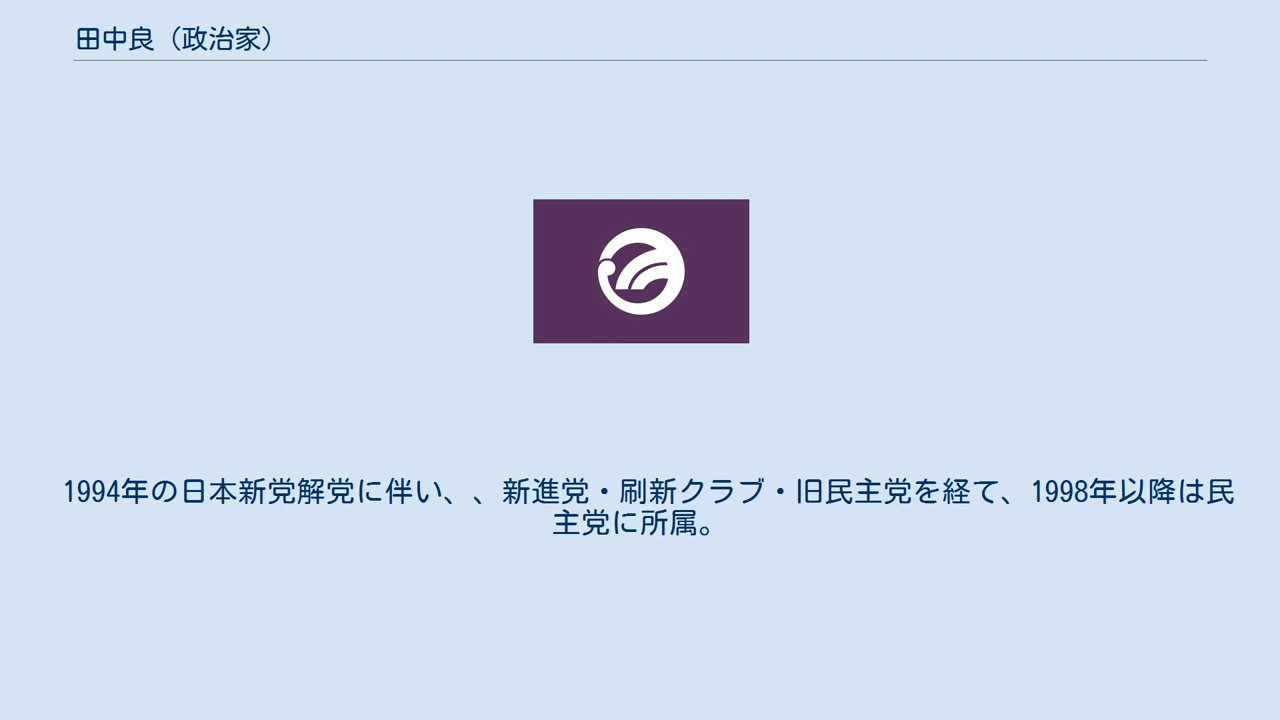 田中良（政治家）
1994年の日本新党解党に伴い、、新進党・刷新クラブ・旧民主党を経て、1998年以降は民
主党に所属。